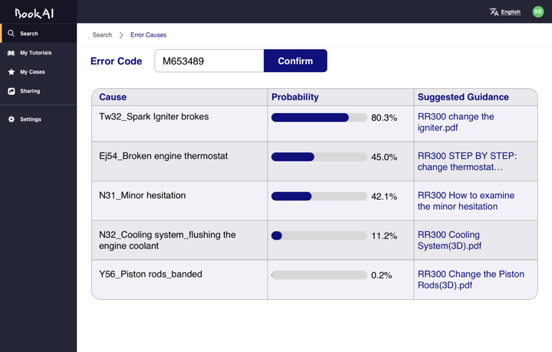 BookAI
English
KE
Search
My Tutorials
My Cases
Sharing
Settings
Search
Error Causes
Error Code
M653489
Confirm
Cause
Probability
Suggested Guidance
Tw32_Spark Igniter brokes
80.3%
RR300 change the
igniter.pdf
Ej54_Broken engine thermostat
45.0%
RR300 STEP BY STEP:
change thermostat…
N31_Minor hesitation
42.1%
RR300 How to examine
the minor hesitation
N32_Cooling system_flushing the
engine coolant
11.2%
RR300 Cooling
System(3D).pdf
Y56_Piston rods_banded
0.2%
RR300 Change the Piston
Rods(3D).pdf